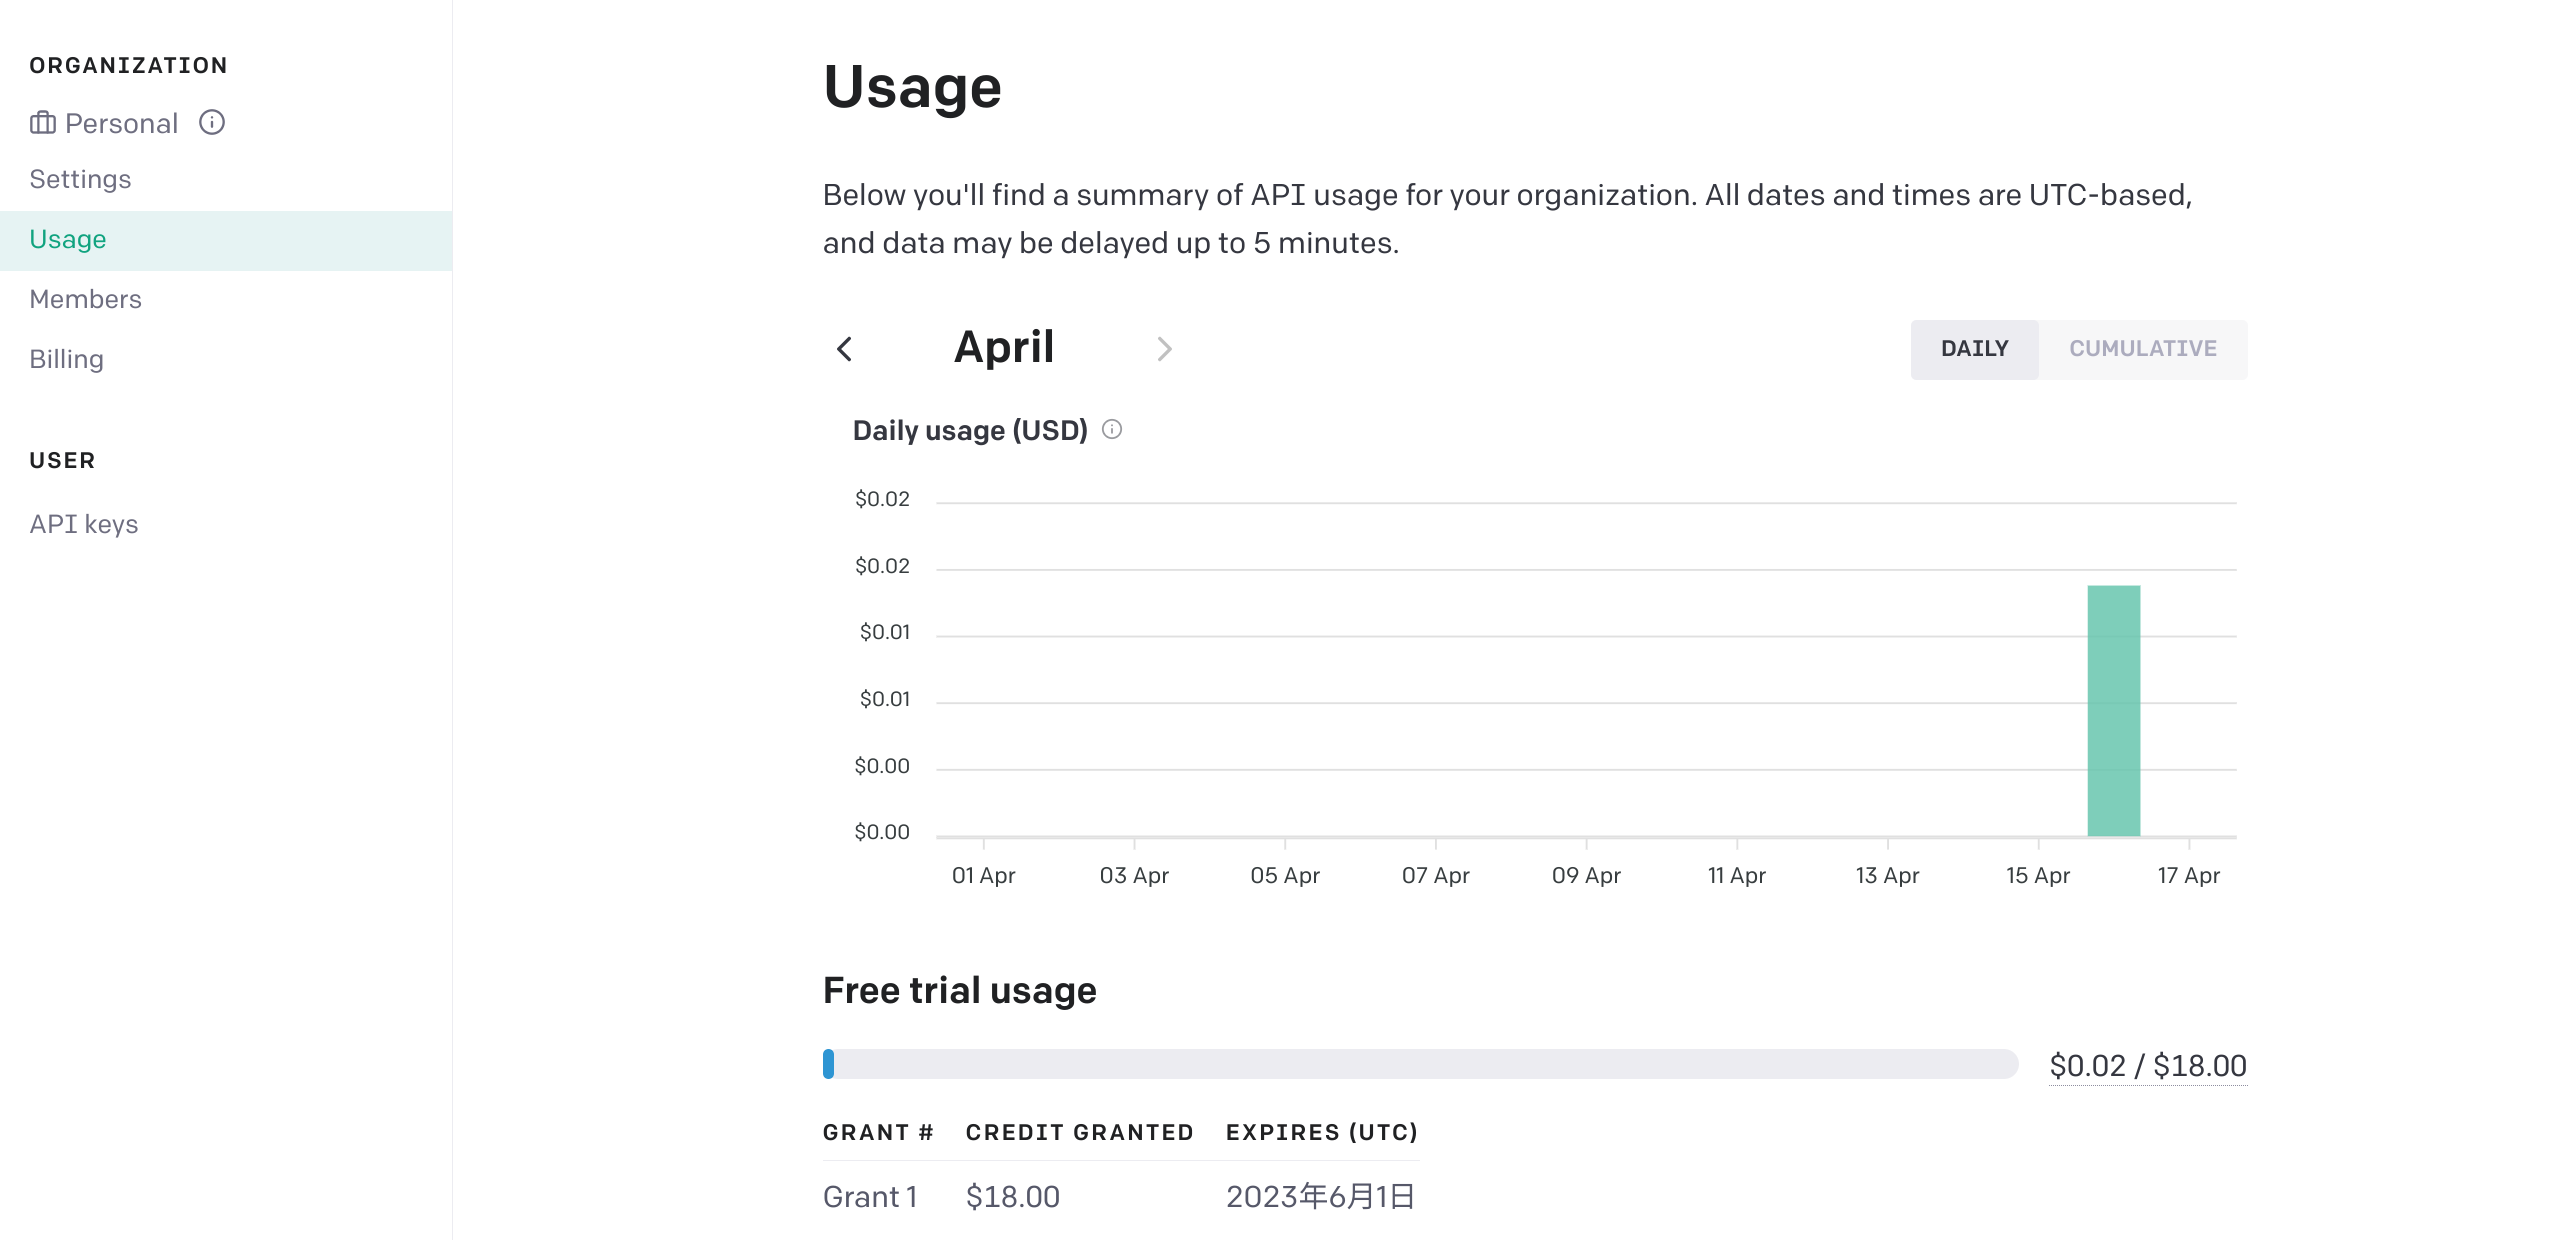 ORGANIZATION
Personal
Settings
Usage
Members
Billing
USER
API keys
Usage
Below you'll find a summary of API usage for your organization. All dates and times are UTC-based,
and data may be delayed up to 5 minutes.
April
DAILY CUMULATIVE
Daily usage (USD)
$0.02
$0.02
$0.01
$0.01
$0.00
$0.00
01 Apr 03 Apr 05 Apr 07 Apr 09 Apr 11 Apr 13 Apr 15 Apr 17 Apr
Free trial usage
$0.02 / $18.00
GRANT # CREDIT GRANTED EXPIRES (UTC)
Grant 1 $18.00 2023年6月1日